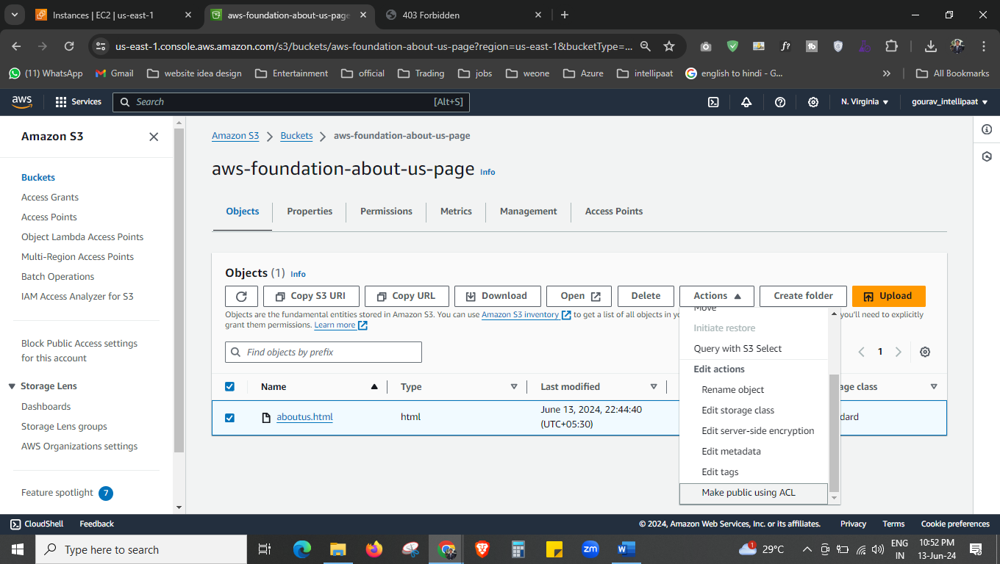 Instances | EC2 | us-east-1
aws-foundation-about-us-page
403 Forbidden
us-east-1.console.aws.amazon.com/s3/buckets/aws-foundation-about-us-page?region=us-east-1&bucketType=...
(11) WhatsApp
Gmail
website idea design
Entertainment
official
Trading
jobs
weone
Azure
intellipaat
english to hindi - G...
All Bookmarks
aws
Services
Search
[Alt+S]
N. Virginia
gourav_intellipaat
Amazon S3
Buckets
Access Grants
Access Points
Object Lambda Access Points
Multi-Region Access Points
Batch Operations
IAM Access Analyzer for S3
Block Public Access settings
for this account
Storage Lens
Dashboards
Storage Lens groups
AWS Organizations settings
Feature spotlight 7
Amazon S3 Buckets aws-foundation-about-us-page
aws-foundation-about-us-page Info
Objects Properties Permissions Metrics Management Access Points
Objects (1) Info
Copy S3 URI Copy URL Download Open Delete Actions Create folder Upload
Objects are the fundamental entities stored in Amazon S3. You can use Amazon S3 inventory to get a list of all objects in you'll need to explicitly
grant them permissions. Learn more
Find objects by prefix
1
Name Type Last modified class
aboutus.html html June 13, 2024, 22:44:40
(UTC+05:30)
Move
Initiate restore
Query with S3 Select
Edit actions
Rename object
Edit storage class
Edit server-side encryption
Edit metadata
Edit tags
Make public using ACL
CloudShell Feedback © 2024, Amazon Web Services, Inc. or its affiliates. Privacy Terms Cookie preferences
Type here to search
zm
1
29°C
ENG
IN
10:52 PM
13-Jun-24